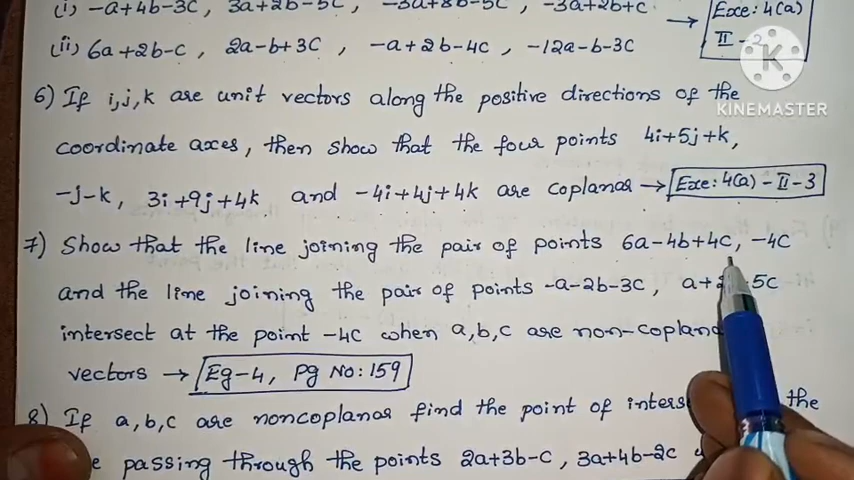 (i) -a+4b-3c, 3a+2b-5c, -3a+8b-5c, -3a+2b+c → Exe: 4(a)
(ii) 6a+2b-c, 2a-b+3c, -a+2b-4c, -12a-b-3c II-2
6) If i,j,k are unit vectors along the positive directions of the
coordinate axes, then show that the four points 4i+5j+k,
-j-k, 3i+9j+4k and -4i+4j+4k are coplanar → Exe: 4(a)-II-3
7) Show that the line joining the pair of points 6a-4b+4c, -4c
and the line joining the pair of points -a-2b-3c, a+2 -5c
intersect at the point -4c when a,b,c are non-coplana
vectors → Eg-4, Pg No: 159
8) If a,b,c are noncoplanar find the point of inters the
passing through the points 2a+3b-c, 3a+4b-2c
KINEMASTER